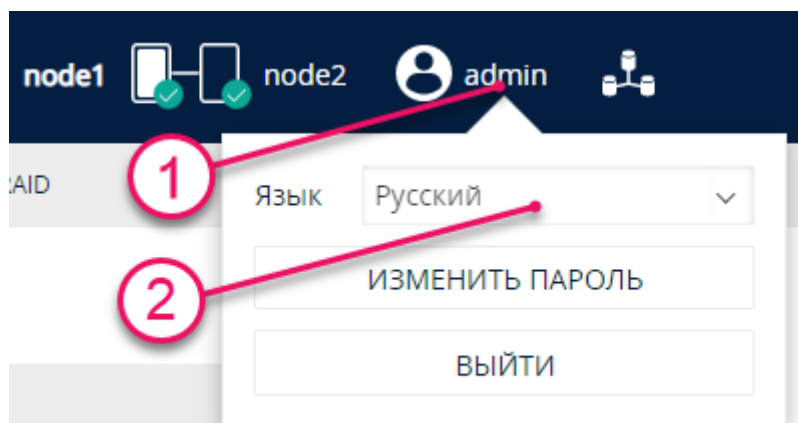 node1 node2 admin
1
AID
Язык Русский
2
ИЗМЕНИТЬ ПАРОЛЬ
ВЫЙТИ